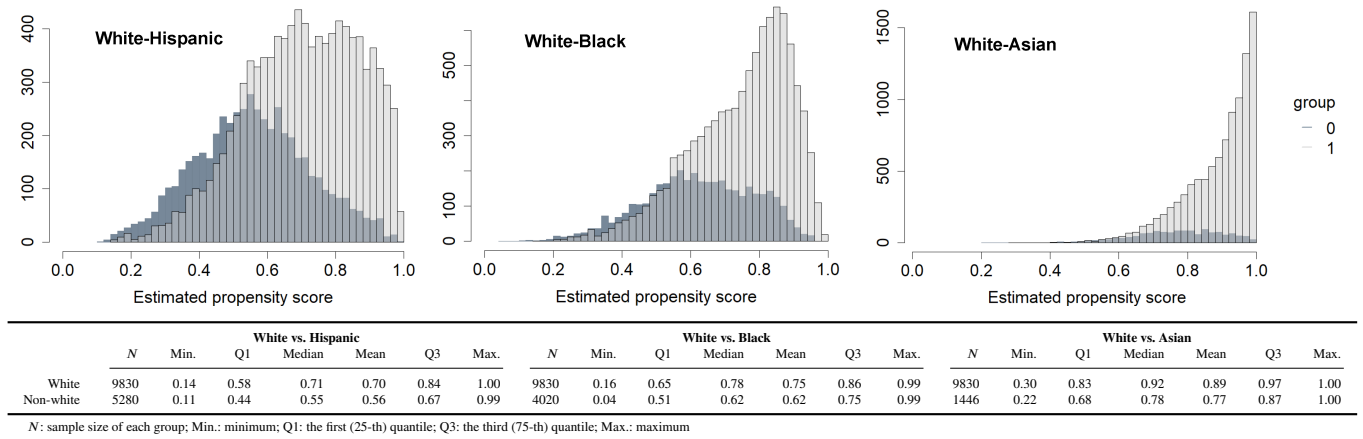 White-Hispanic
400
300
200
100
0
0.0 0.2 0.4 0.6 0.8 1.0
Estimated propensity score
White-Black
500
300
100
0
0.0 0.2 0.4 0.6 0.8 1.0
Estimated propensity score
White-Asian
1500
1000
500
0
0.0 0.2 0.4 0.6 0.8 1.0
Estimated propensity score
group
0
1
White vs. Hispanic White vs. Black White vs. Asian
N Min. Q1 Median Mean Q3 Max. N Min. Q1 Median Mean Q3 Max. N Min. Q1 Median Mean Q3 Max.
White 9830 0.14 0.58 0.71 0.70 0.84 1.00 9830 0.16 0.65 0.78 0.75 0.86 0.99 9830 0.30 0.83 0.92 0.89 0.97 1.00
Non-white 5280 0.11 0.44 0.55 0.56 0.67 0.99 4020 0.04 0.51 0.62 0.62 0.75 0.99 1446 0.22 0.68 0.78 0.77 0.87 1.00
N: sample size of each group; Min.: minimum; Q1: the first (25-th) quantile; Q3: the third (75-th) quantile; Max.: maximum